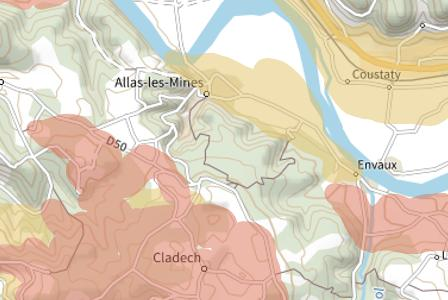 Allas-les-Mines
Coustaty
D50
Envaux
Cladech